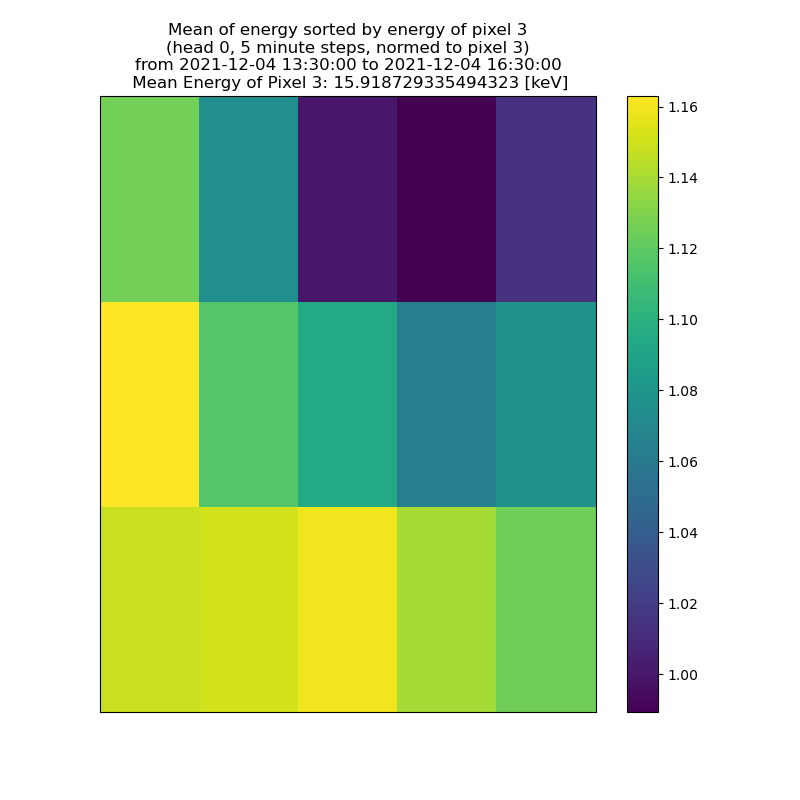 Mean of energy sorted by energy of pixel 3
(head 0, 5 minute steps, normed to pixel 3)
from 2021-12-04 13:30:00 to 2021-12-04 16:30:00
Mean Energy of Pixel 3: 15.918729335494323 [keV]
1.16
1.14
1.12
1.10
1.08
1.06
1.04
1.02
1.00